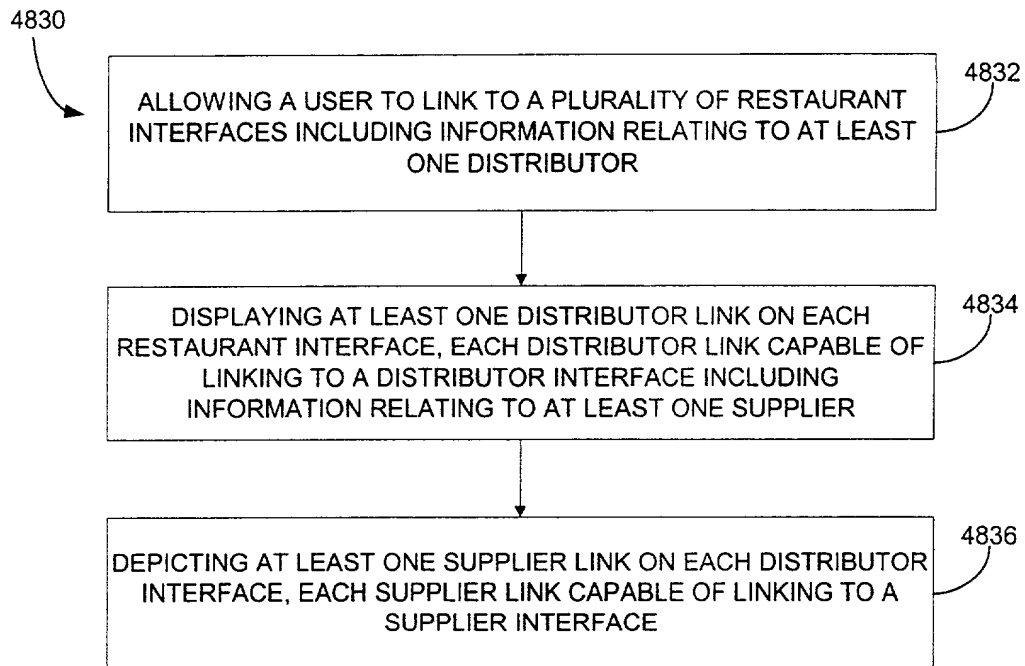 4830
4832
ALLOWING A USER TO LINK TO A PLURALITY OF RESTAURANT
INTERFACES INCLUDING INFORMATION RELATING TO AT LEAST
ONE DISTRIBUTOR
4834
DISPLAYING AT LEAST ONE DISTRIBUTOR LINK ON EACH
RESTAURANT INTERFACE, EACH DISTRIBUTOR LINK CAPABLE OF
LINKING TO A DISTRIBUTOR INTERFACE INCLUDING
INFORMATION RELATING TO AT LEAST ONE SUPPLIER
4836
DEPICTING AT LEAST ONE SUPPLIER LINK ON EACH DISTRIBUTOR
INTERFACE, EACH SUPPLIER LINK CAPABLE OF LINKING TO A
SUPPLIER INTERFACE